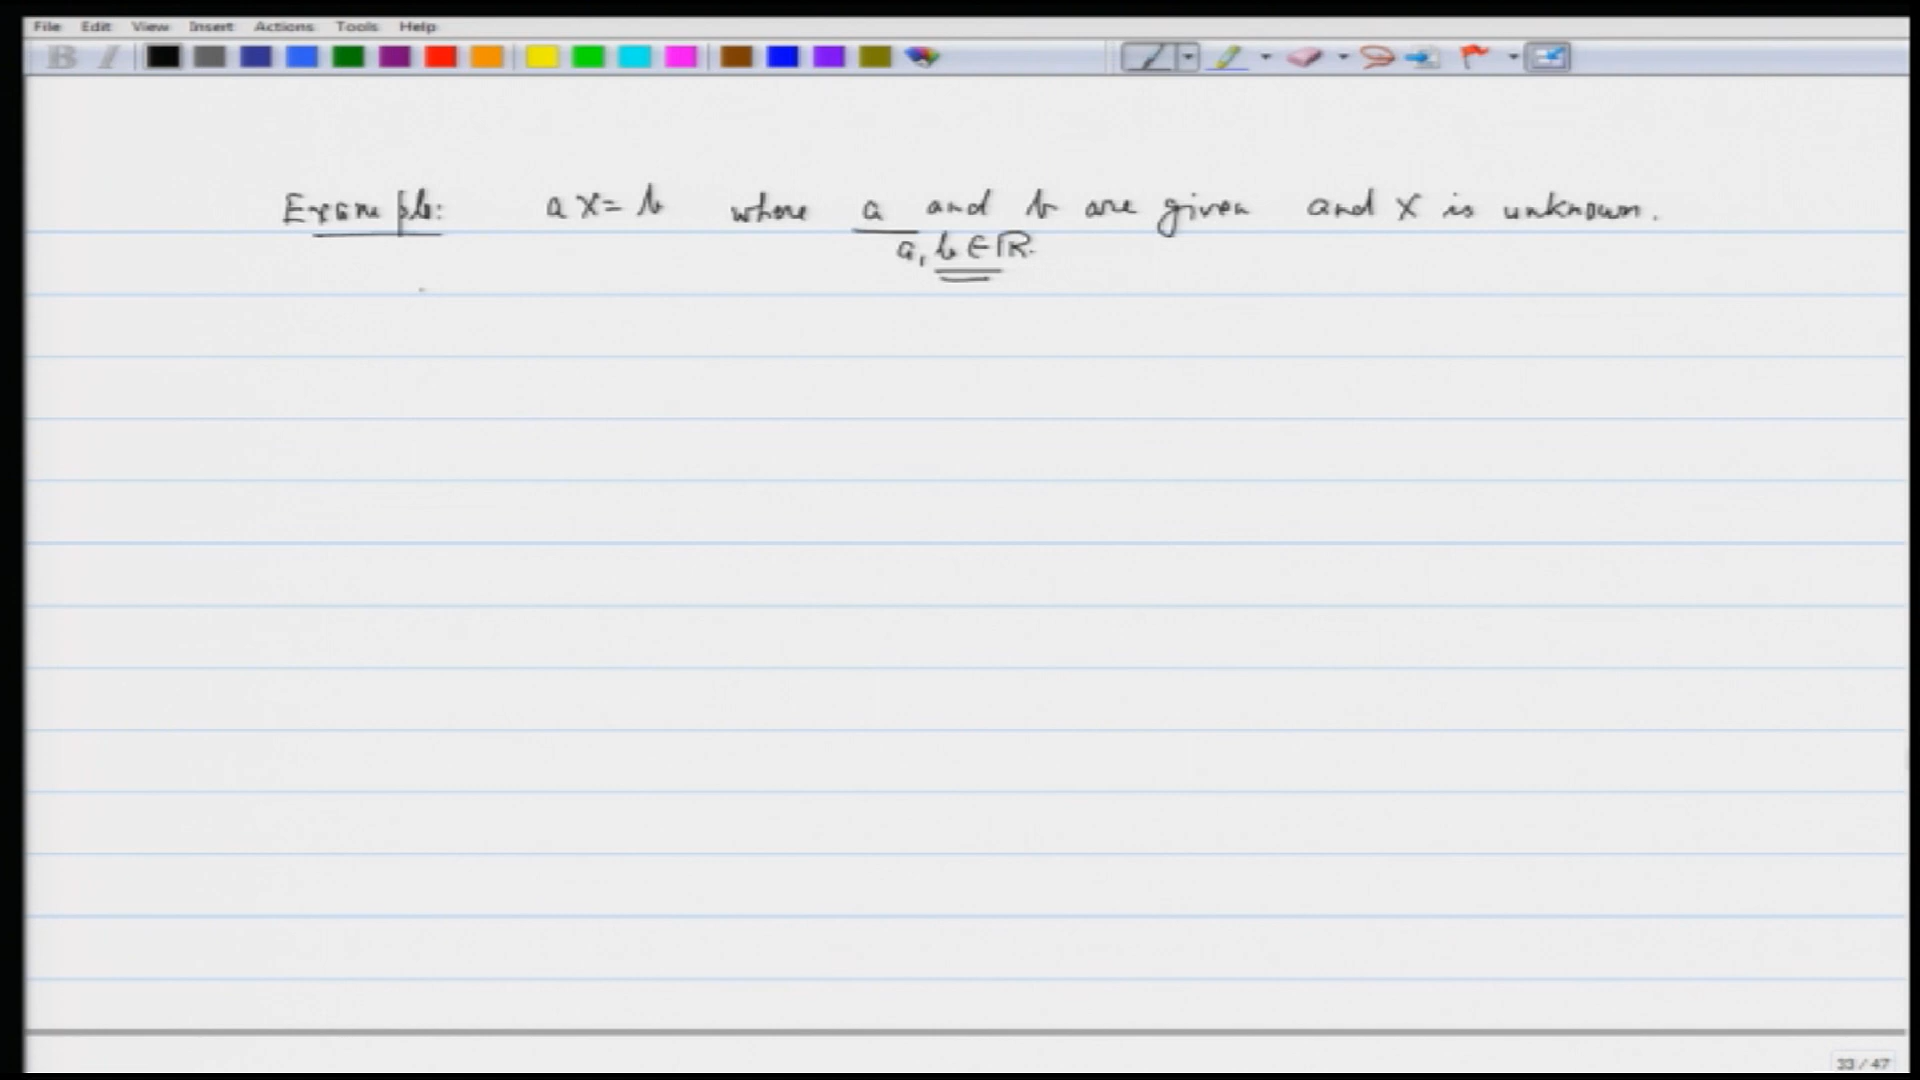 File Edit View Insert Actions Tools Help
B I
Example: ax = b where a and b are given and x is unknown.
a, b ∈ ℝ.
33 / 47